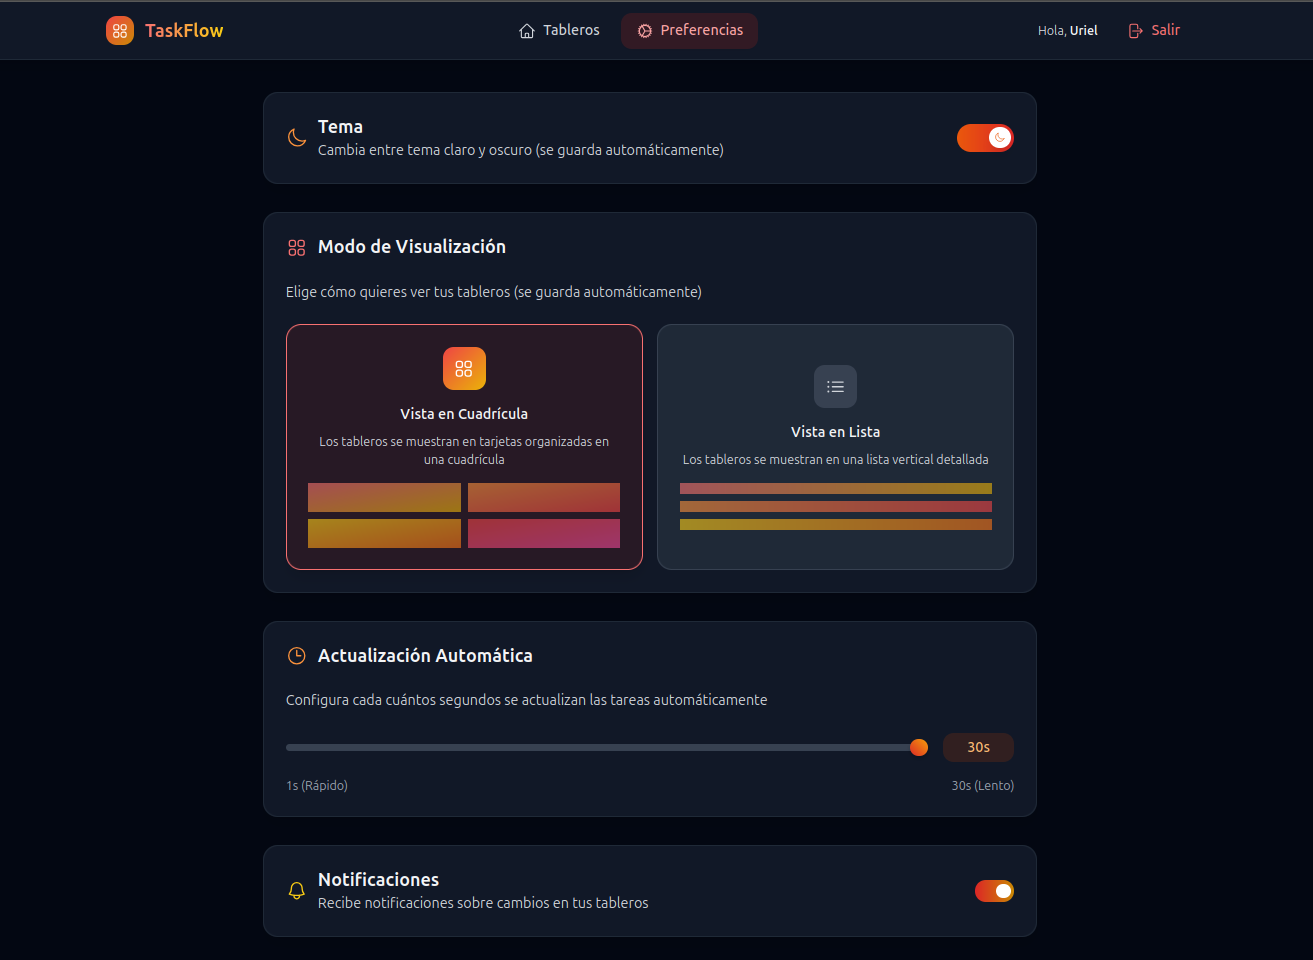 TaskFlow
Tableros
Preferencias
Hola, Uriel
Salir
Tema
Cambia entre tema claro y oscuro (se guarda automáticamente)
Modo de Visualización
Elige cómo quieres ver tus tableros (se guarda automáticamente)
Vista en Cuadrícula
Los tableros se muestran en tarjetas organizadas en
una cuadrícula
Vista en Lista
Los tableros se muestran en una lista vertical detallada
Actualización Automática
Configura cada cuántos segundos se actualizan las tareas automáticamente
30s
1s (Rápido)
30s (Lento)
Notificaciones
Recibe notificaciones sobre cambios en tus tableros